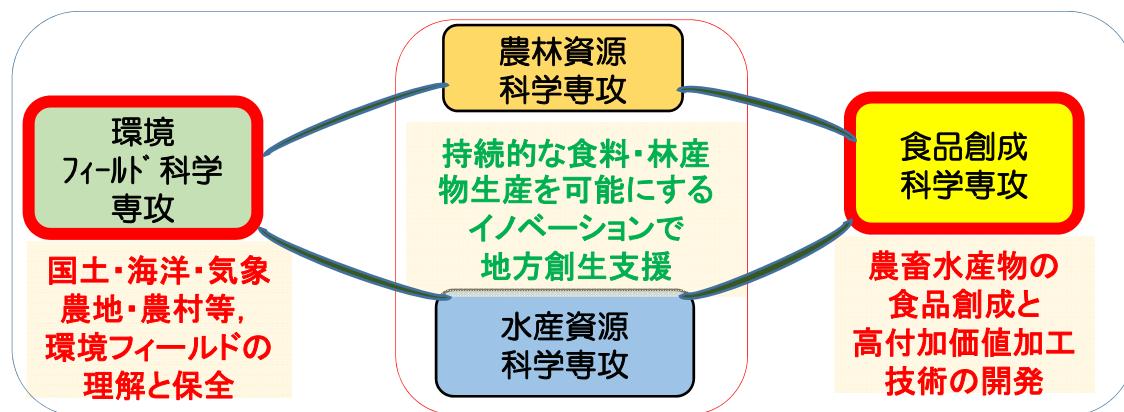 農林資源
科学専攻
環境
フィールド科学
専攻
食品創成
科学専攻
持続的な食料・林産
物生産を可能にする
イノベーションで
地方創生支援
国土・海洋・気象
農地・農村等,
環境フィールドの
理解と保全
水産資源
科学専攻
農畜水産物の
食品創成と
高付加価値加工
技術の開発